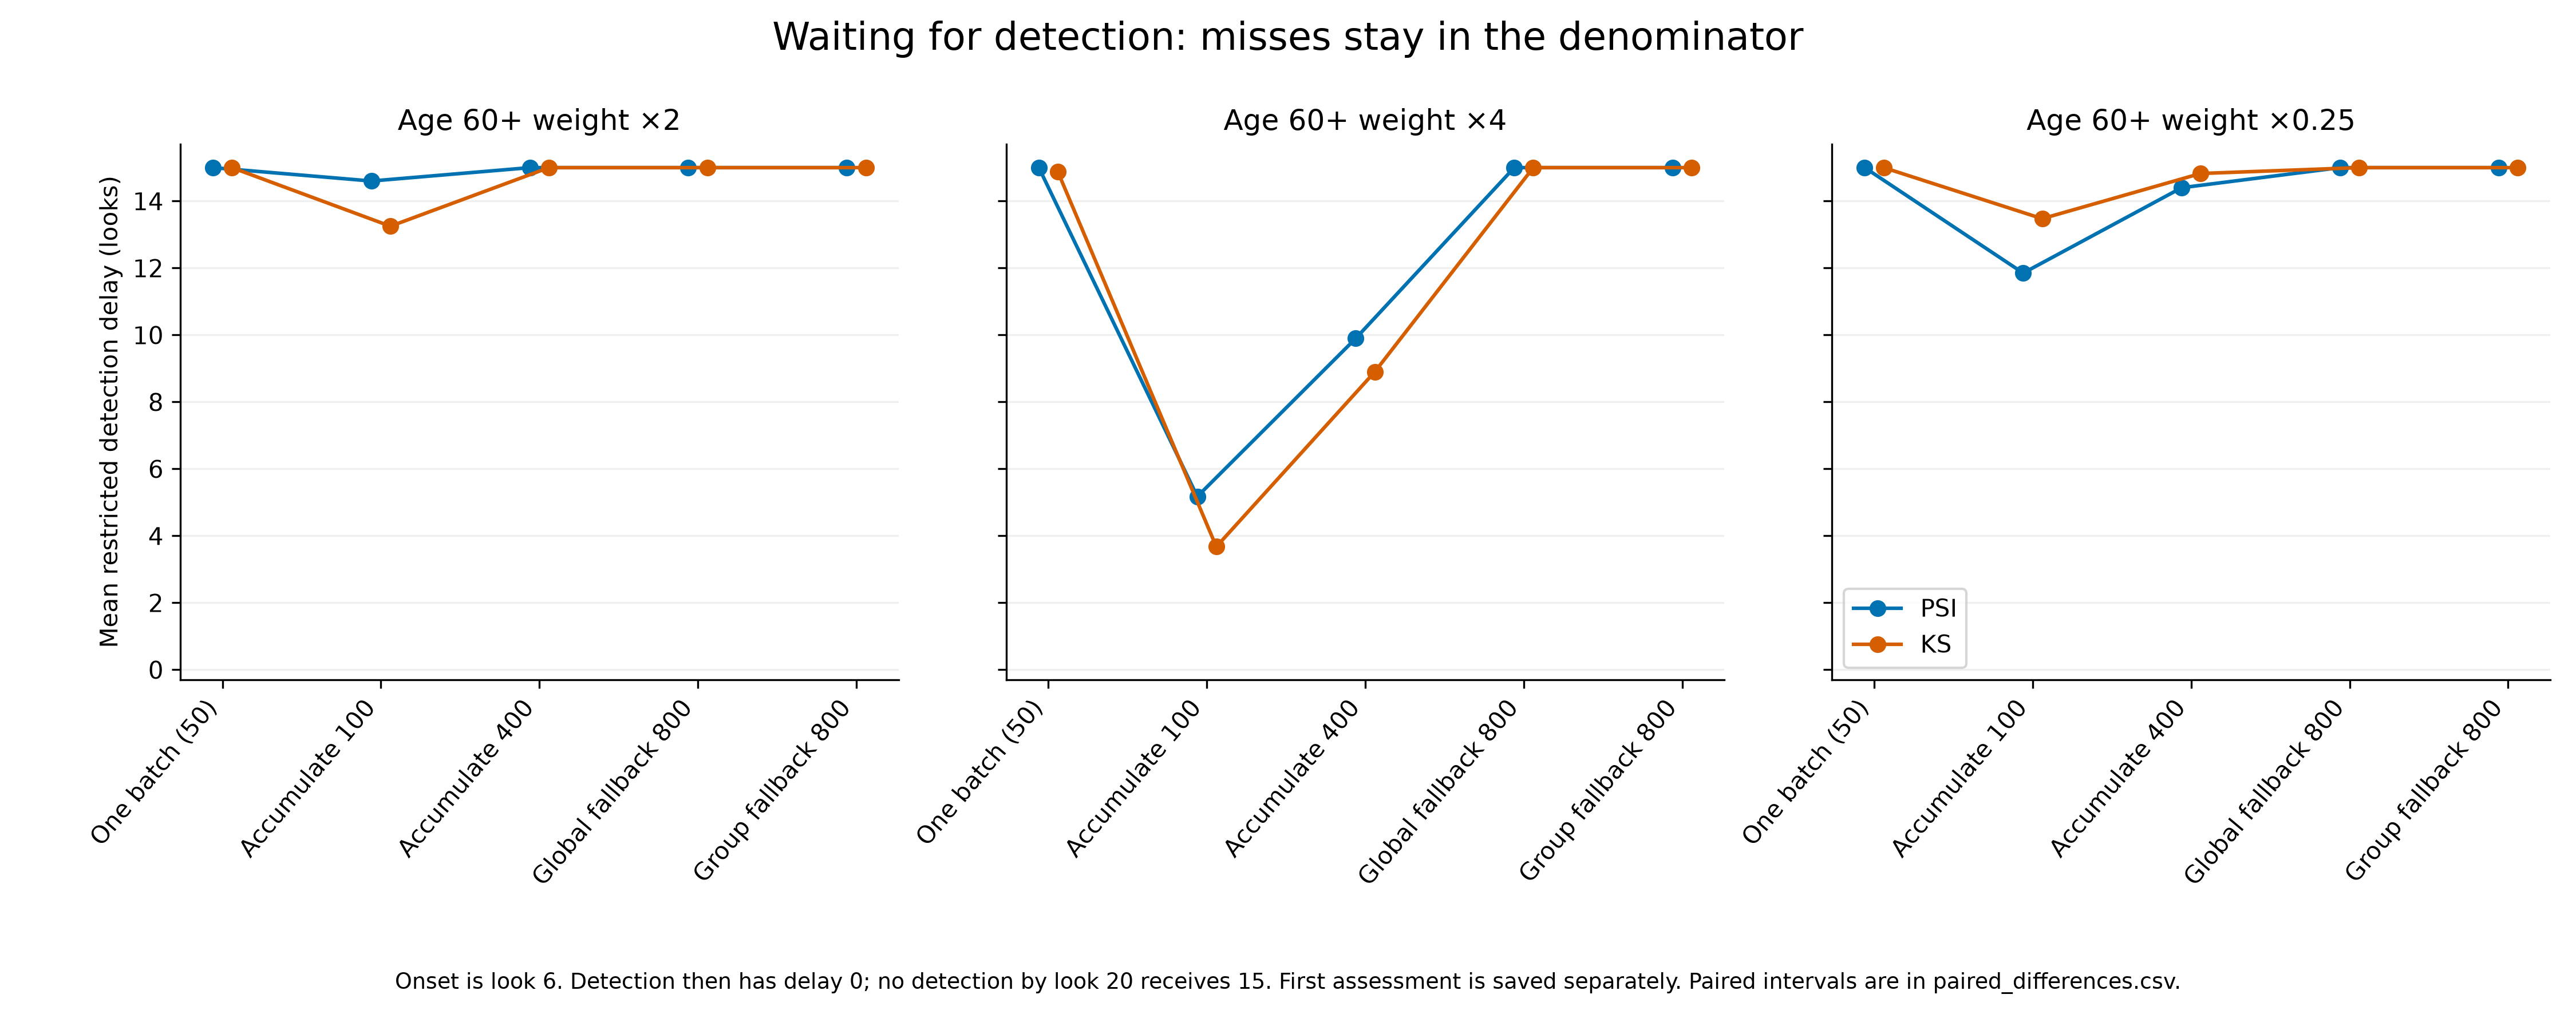 Waiting for detection: misses stay in the denominator
Age 60+ weight ×2
Age 60+ weight ×4
Age 60+ weight ×0.25
Mean restricted detection delay (looks)
14
12
10
8
6
4
2
0
One batch (50)
Accumulate 100
Accumulate 400
Global fallback 800
Group fallback 800
One batch (50)
Accumulate 100
Accumulate 400
Global fallback 800
Group fallback 800
PSI
KS
One batch (50)
Accumulate 100
Accumulate 400
Global fallback 800
Group fallback 800
Onset is look 6. Detection then has delay 0; no detection by look 20 receives 15. First assessment is saved separately. Paired intervals are in paired_differences.csv.